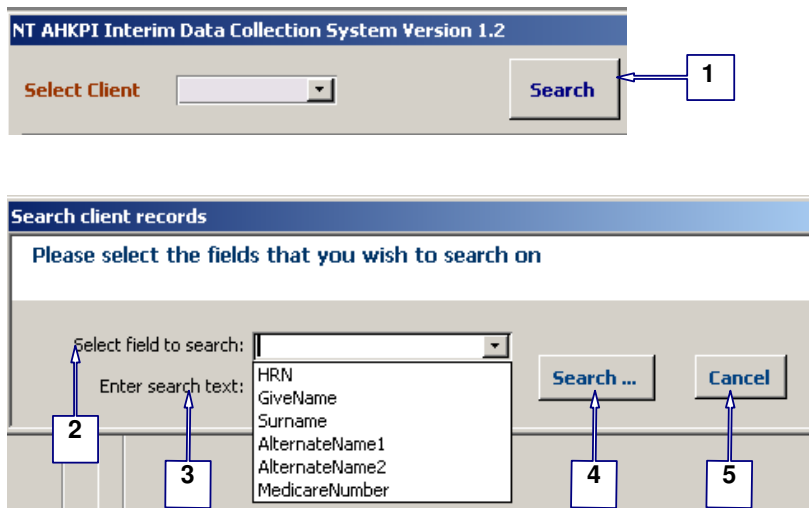 NT AHKPI Interim Data Collection System Version 1.2
Select Client
Search
1
Search client records
Please select the fields that you wish to search on
Select field to search:
Enter search text:
HRN
GiveName
Surname
AlternateName1
AlternateName2
MedicareNumber
Search ...
Cancel
2
3
4
5